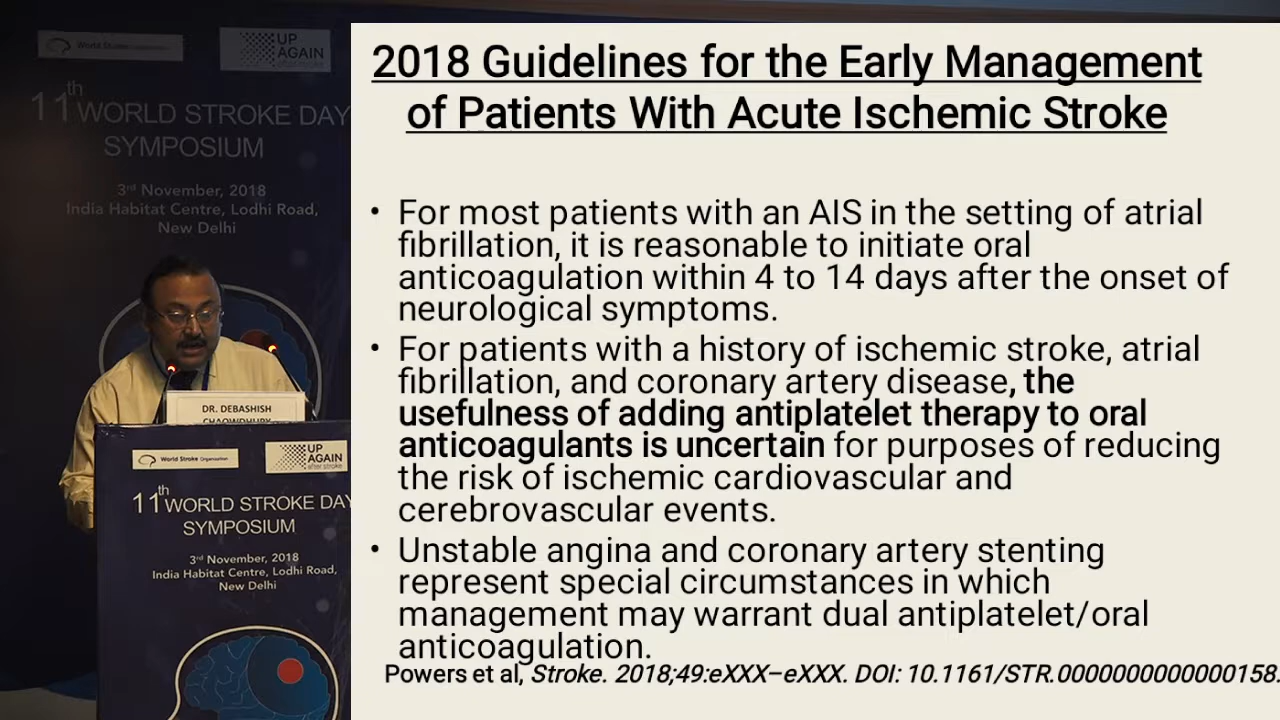 World Stroke Organization
UP
AGAIN
after stroke
11th WORLD STROKE DAY
SYMPOSIUM
3rd November, 2018
India Habitat Centre, Lodhi Road,
New Delhi
DR. DEBASHISH
CHAOWDHURY
World Stroke Organization
UP
AGAIN
after stroke
11th WORLD STROKE DAY
SYMPOSIUM
3rd November, 2018
India Habitat Centre, Lodhi Road,
New Delhi
2018 Guidelines for the Early Management
of Patients With Acute Ischemic Stroke
• For most patients with an AIS in the setting of atrial
fibrillation, it is reasonable to initiate oral
anticoagulation within 4 to 14 days after the onset of
neurological symptoms.
• For patients with a history of ischemic stroke, atrial
fibrillation, and coronary artery disease, the
usefulness of adding antiplatelet therapy to oral
anticoagulants is uncertain for purposes of reducing
the risk of ischemic cardiovascular and
cerebrovascular events.
• Unstable angina and coronary artery stenting
represent special circumstances in which
management may warrant dual antiplatelet/oral
anticoagulation.
Powers et al, Stroke. 2018;49:eXXX–eXXX. DOI: 10.1161/STR.0000000000000158.